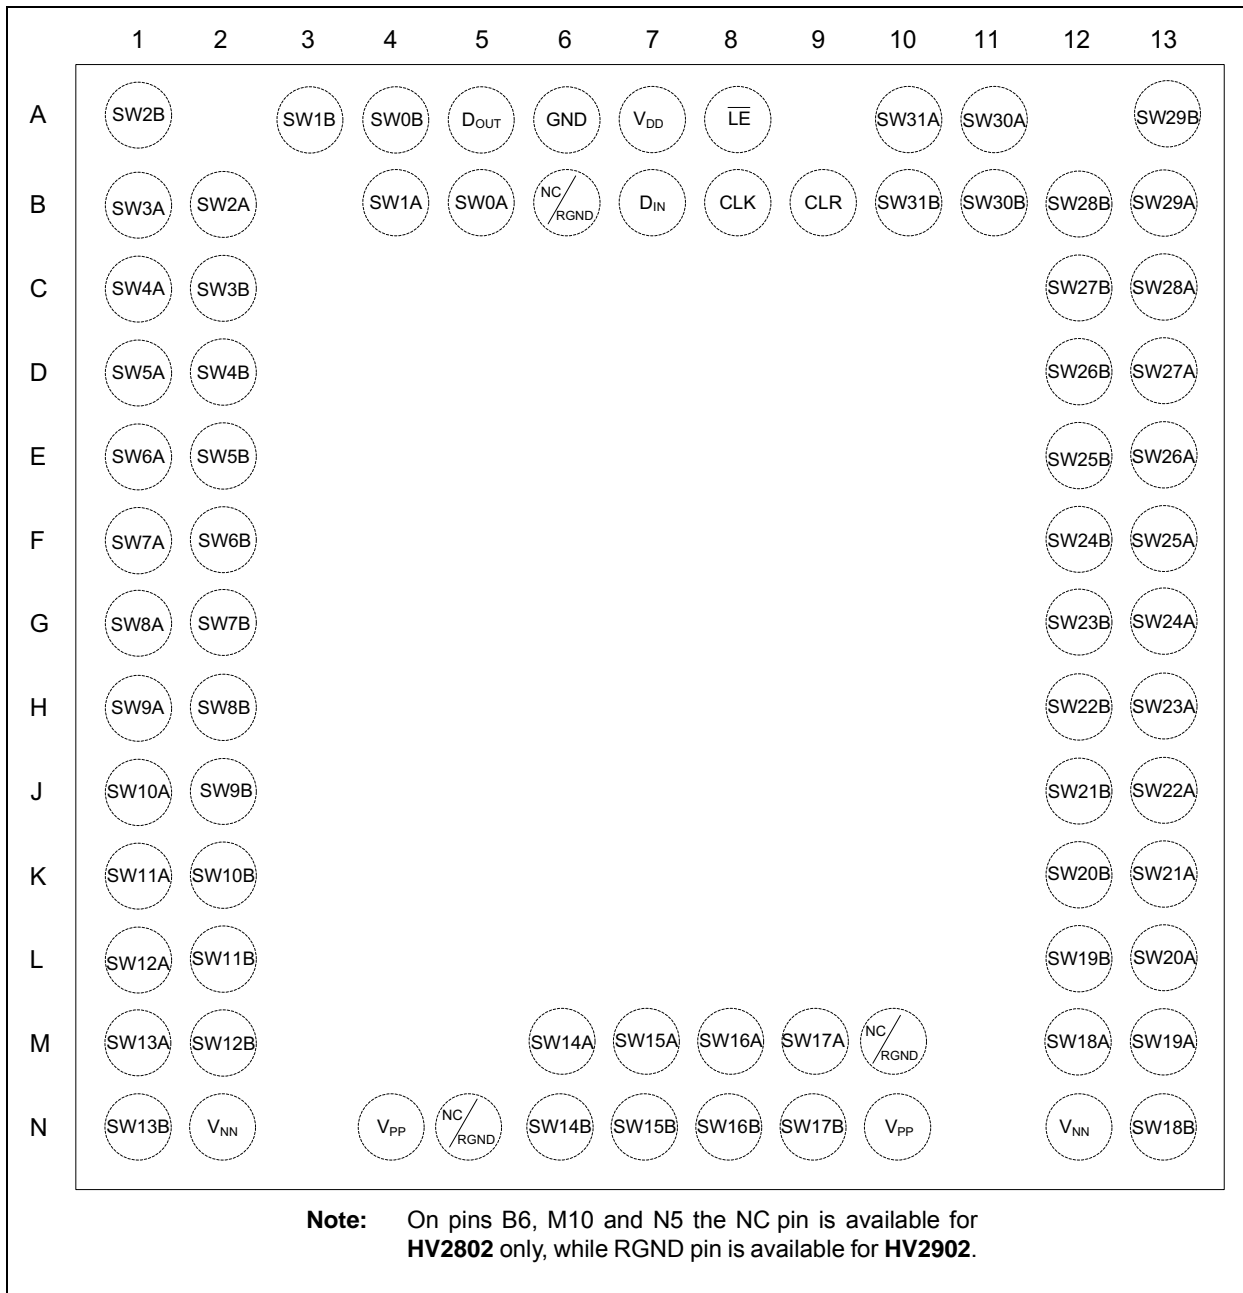 1 2 3 4 5 6 7 8 9 10 11 12 13
A SW2B SW1B SW0B DOUT GND VDD LE SW31A SW30A SW29B
B SW3A SW2A SW1A SW0A NC/RGND DIN CLK CLR SW31B SW30B SW28B SW29A
C SW4A SW3B SW27B SW28A
D SW5A SW4B SW26B SW27A
E SW6A SW5B SW25B SW26A
F SW7A SW6B SW24B SW25A
G SW8A SW7B SW23B SW24A
H SW9A SW8B SW22B SW23A
J SW10A SW9B SW21B SW22A
K SW11A SW10B SW20B SW21A
L SW12A SW11B SW19B SW20A
M SW13A SW12B SW14A SW15A SW16A SW17A NC/RGND SW18A SW19A
N SW13B VNN VPP NC/RGND SW14B SW15B SW16B SW17B VPP VNN SW18B
Note: On pins B6, M10 and N5 the NC pin is available for
HV2802 only, while RGND pin is available for HV2902.